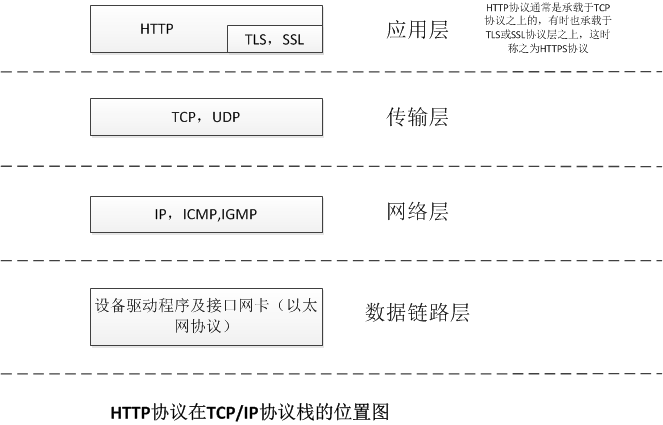 HTTP
TLS，SSL
应用层
HTTP协议通常是承载于TCP
协议之上的，有时也承载于
TLS或SSL协议层之上，这时
称之为HTTPS协议
TCP，UDP
传输层
IP，ICMP,IGMP
网络层
设备驱动程序及接口网卡（以太
网协议）
数据链路层
HTTP协议在TCP/IP协议栈的位置图